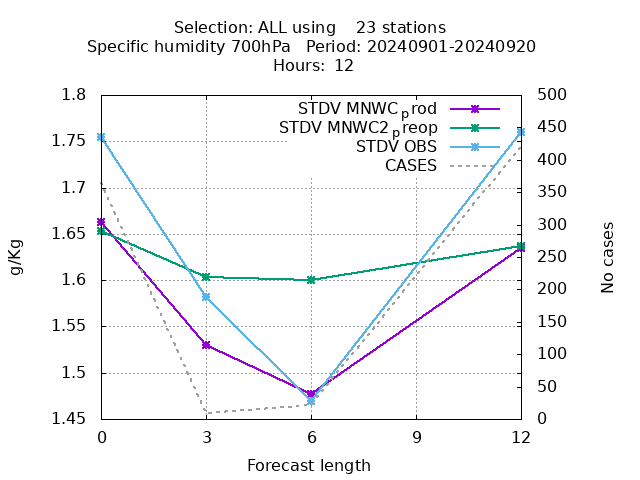 Selection: ALL using    23 stations
Specific humidity 700hPa   Period: 20240901-20240920
Hours:  12
STDV MNWC_prod
STDV MNWC2_preop
STDV OBS
CASES
1.8
1.75
1.7
1.65
1.6
1.55
1.5
1.45
500
450
400
350
300
250
200
150
100
50
0
g/Kg
No cases
0 3 6 9 12
Forecast length